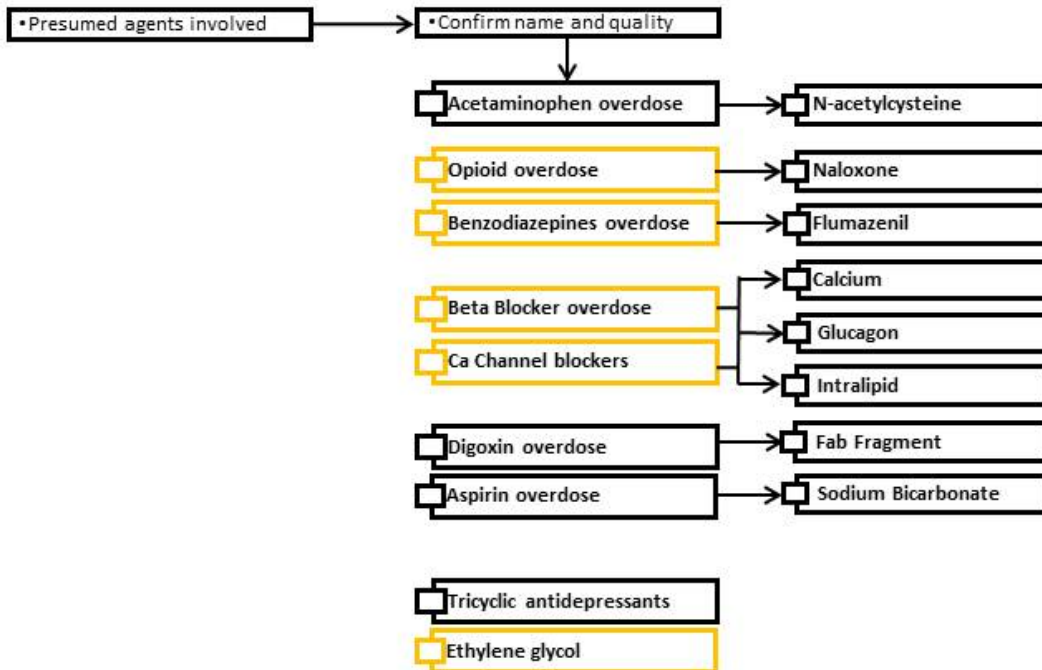 •Presumed agents involved
•Confirm name and quality
Acetaminophen overdose
N-acetylcysteine
Opioid overdose
Naloxone
Benzodiazepines overdose
Flumazenil
Calcium
Beta Blocker overdose
Glucagon
Ca Channel blockers
Intralipid
Digoxin overdose
Fab Fragment
Aspirin overdose
Sodium Bicarbonate
Tricyclic antidepressants
Ethylene glycol